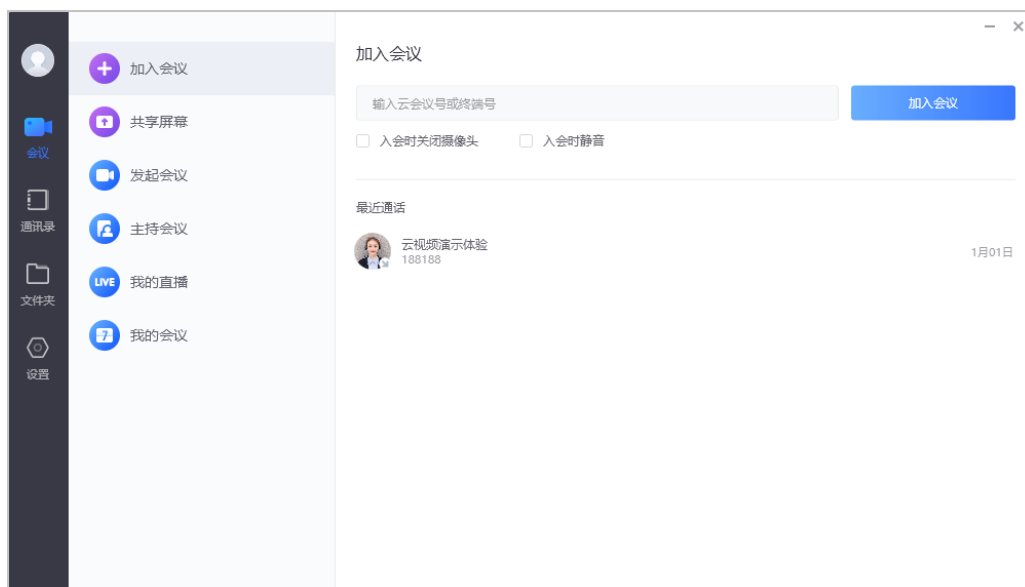 会议
通讯录
文件夹
设置
加入会议
共享屏幕
发起会议
主持会议
LIVE
我的直播
7
我的会议
加入会议
输入云会议号或终端号
加入会议
入会时关闭摄像头
入会时静音
最近通话
云视频演示体验
188188
1月01日